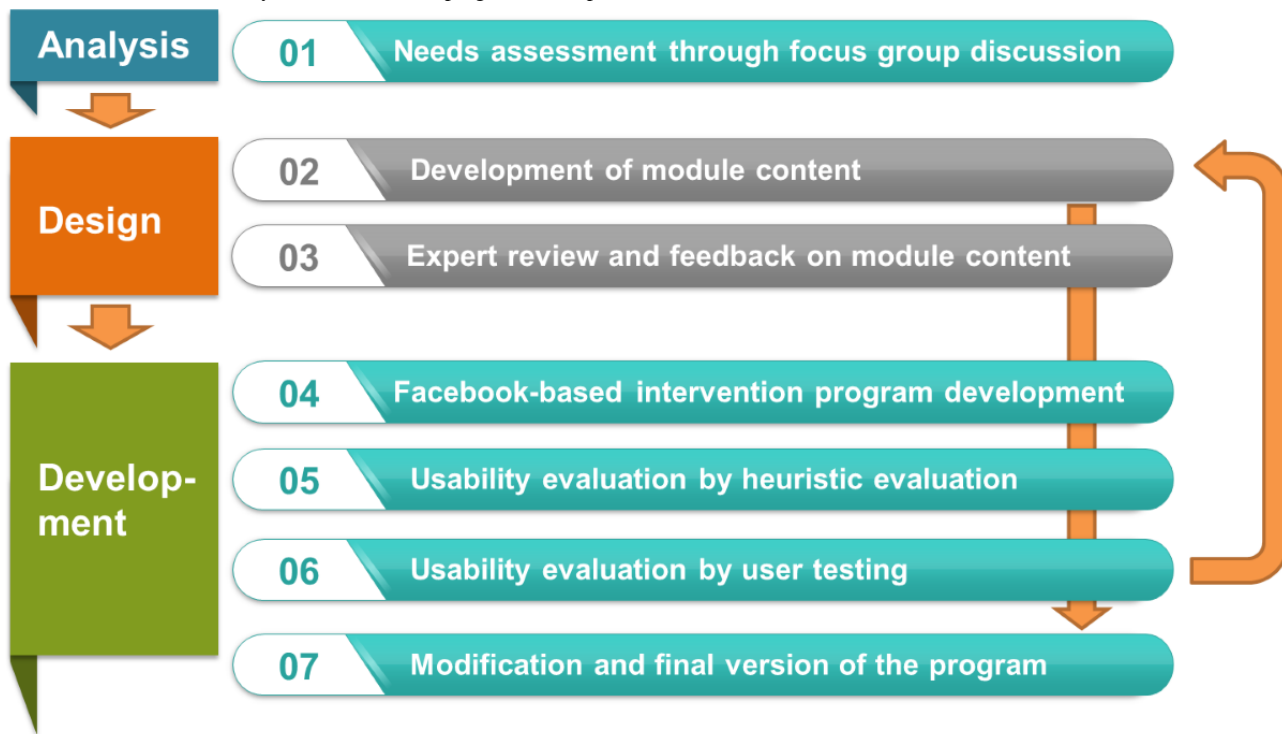 Analysis
01 Needs assessment through focus group discussion
Design
02 Development of module content
03 Expert review and feedback on module content
Develop-
ment
04 Facebook-based intervention program development
05 Usability evaluation by heuristic evaluation
06 Usability evaluation by user testing
07 Modification and final version of the program